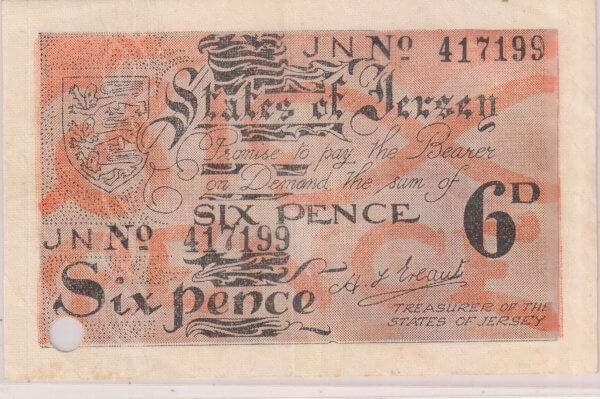 JN No 417199
States of Jersey
Promise to pay the Bearer
on Demand the sum of
SIX PENCE
6D
JN No 417199
Six pence
H F Ereaut
TREASURER OF THE
STATES OF JERSEY